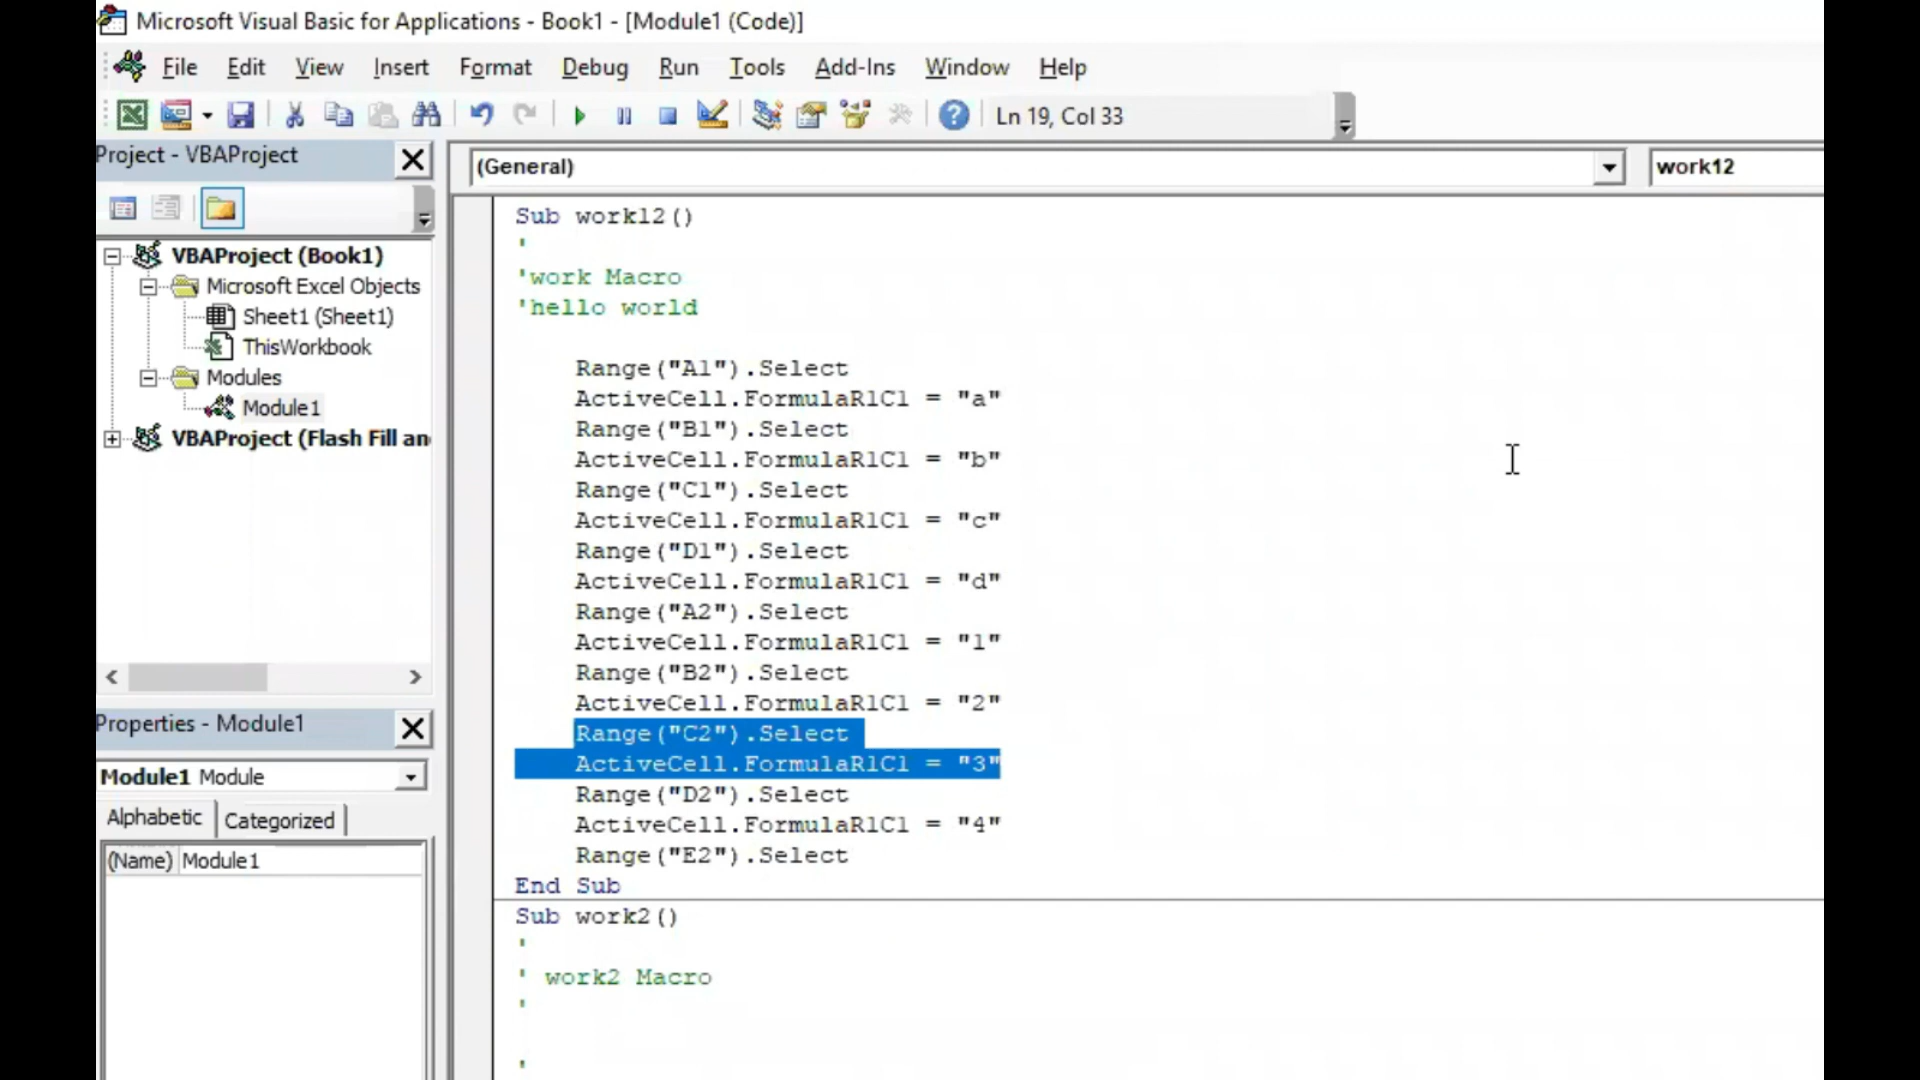 Microsoft Visual Basic for Applications - Book1 - [Module1 (Code)]
File Edit View Insert Format Debug Run Tools Add-Ins Window Help
Ln 19, Col 33
Project - VBAProject
(General)
work12
VBAProject (Book1)
Microsoft Excel Objects
Sheet1 (Sheet1)
ThisWorkbook
Modules
Module1
VBAProject (Flash Fill an
Properties - Module1
Module1 Module
Alphabetic Categorized
(Name) Module1
Sub work12()
'
'work Macro
'hello world
Range("A1").Select
ActiveCell.FormulaR1C1 = "a"
Range("B1").Select
ActiveCell.FormulaR1C1 = "b"
Range("C1").Select
ActiveCell.FormulaR1C1 = "c"
Range("D1").Select
ActiveCell.FormulaR1C1 = "d"
Range("A2").Select
ActiveCell.FormulaR1C1 = "1"
Range("B2").Select
ActiveCell.FormulaR1C1 = "2"
Range("C2").Select
ActiveCell.FormulaR1C1 = "3"
Range("D2").Select
ActiveCell.FormulaR1C1 = "4"
Range("E2").Select
End Sub
Sub work2()
'
' work2 Macro
'
'